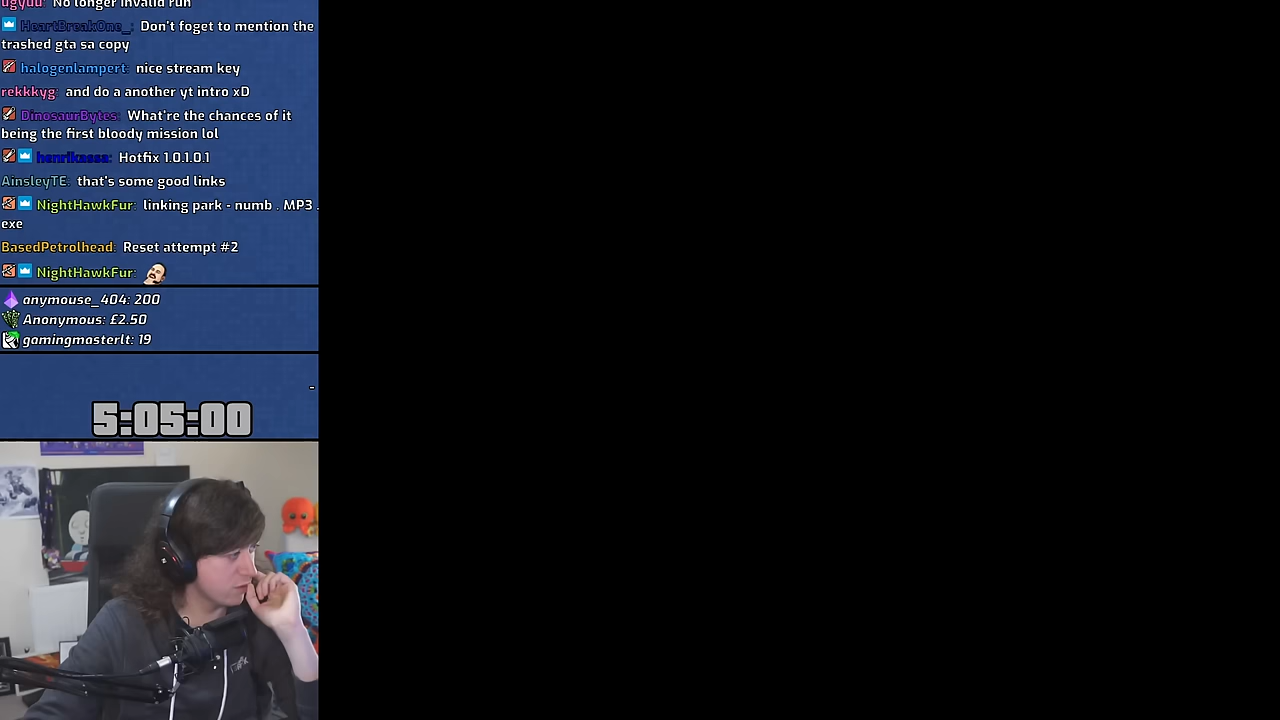 ugyuu: No longer invalid run
HeartBreakOne_: Don't foget to mention the
trashed gta sa copy
halogenlampert: nice stream key
rekkkyg: and do a another yt intro xD
DinosaurBytes: What're the chances of it
being the first bloody mission lol
henrikassa: Hotfix 1.0.1.0.1
AinsleyTE: that's some good links
NightHawkFur: linking park - numb . MP3 .
exe
BasedPetrolhead: Reset attempt #2
NightHawkFur:
anymouse_404: 200
Anonymous: £2.50
gamingmasterlt: 19
-
5:05:00